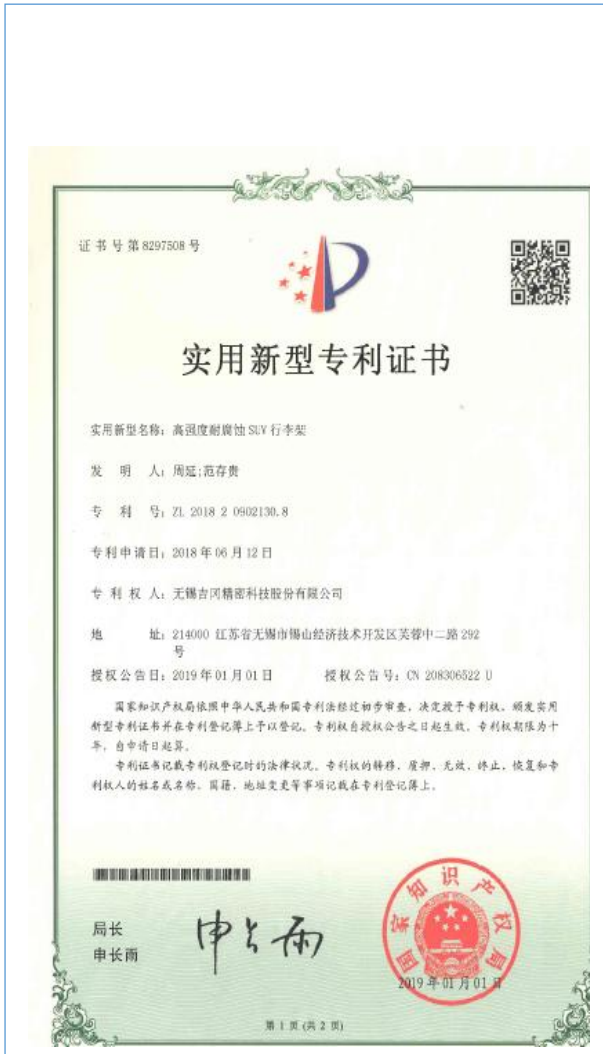 证书号第8297508号
实用新型专利证书
实用新型名称：高强度耐腐蚀SUV行李架
发 明 人：周延;范存贵
专 利 号：ZL 2018 2 0902130.8
专利申请日：2018年06月12日
专 利 权 人：无锡吉冈精密科技股份有限公司
地 址：214000 江苏省无锡市锡山经济技术开发区芙蓉中二路292
号
授权公告日：2019年01月01日 授权公告号：CN 208306522 U
国家知识产权局依照中华人民共和国专利法经过初步审查，决定授予专利权，颁发实用
新型专利证书并在专利登记簿上予以登记。专利权自授权公告之日起生效。专利权期限为十
年，自申请日起算。
专利证书记载专利权登记时的法律状况。专利权的转移、质押、无效、终止、恢复和专
利权人的姓名或名称、国籍、地址变更等事项记载在专利登记簿上。
局长
申长雨
申长雨
国家知识产权局
2019年01月01日
第 1 页 (共 2 页)